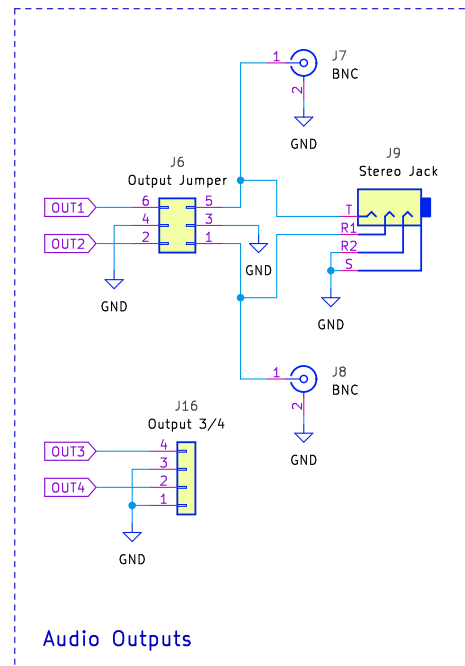 J7
BNC
1
2
GND
J6
Output Jumper
J9
Stereo Jack
OUT1
6
5
T
4
3
R1
OUT2
2
1
R2
GND
S
GND
GND
J8
BNC
1
2
GND
J16
Output 3/4
OUT3
4
3
OUT4
2
1
GND
Audio Outputs